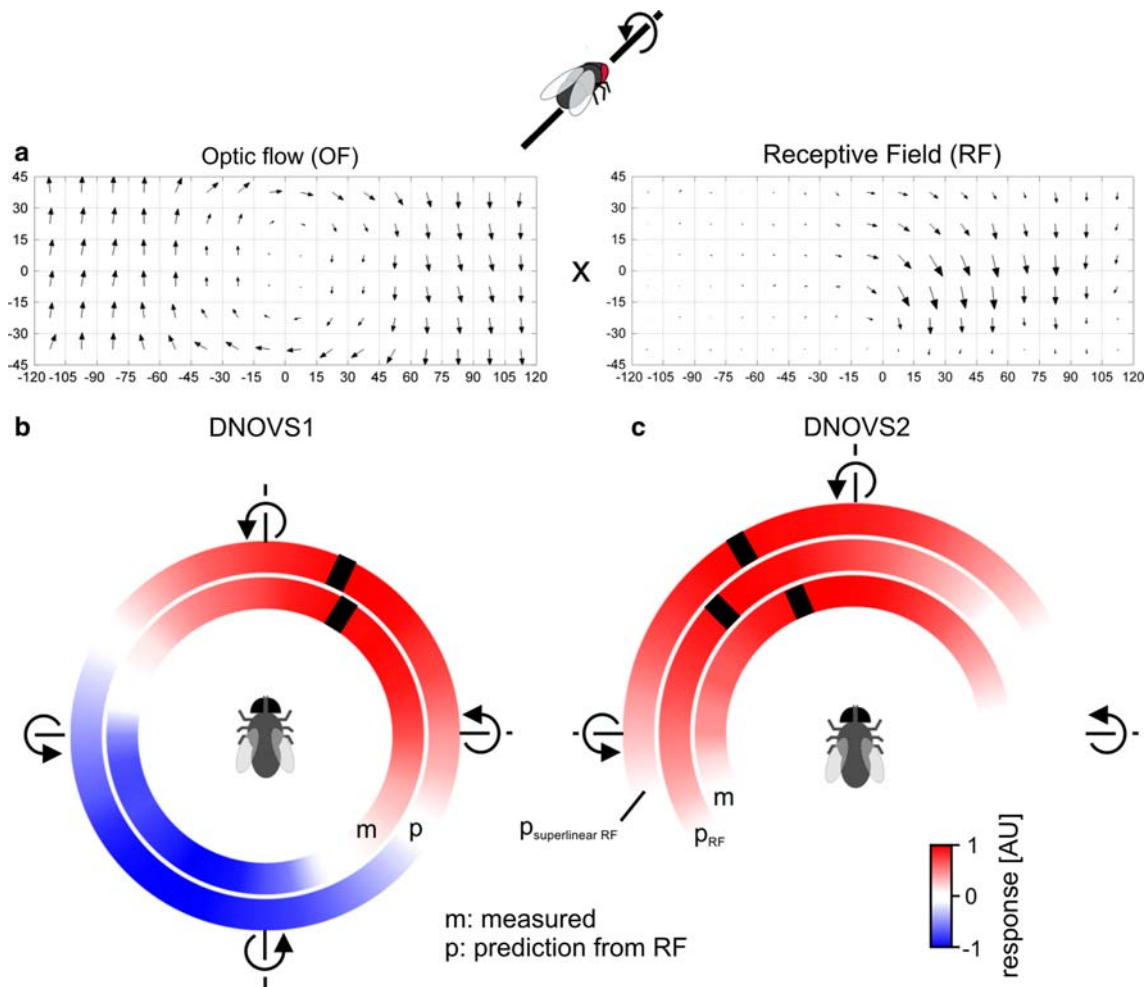 a
Optic flow (OF)
Receptive Field (RF)
45
30
15
0
-15
-30
-45
-120 -105 -90 -75 -60 -45 -30 -15 0 15 30 45 60 75 90 105 120
X
45
30
15
0
-15
-30
-45
-120 -105 -90 -75 -60 -45 -30 -15 0 15 30 45 60 75 90 105 120
b
DNOVS1
c
DNOVS2
m
p
p superlinear RF
m
p RF
m: measured
p: prediction from RF
1
0
-1
response [AU]